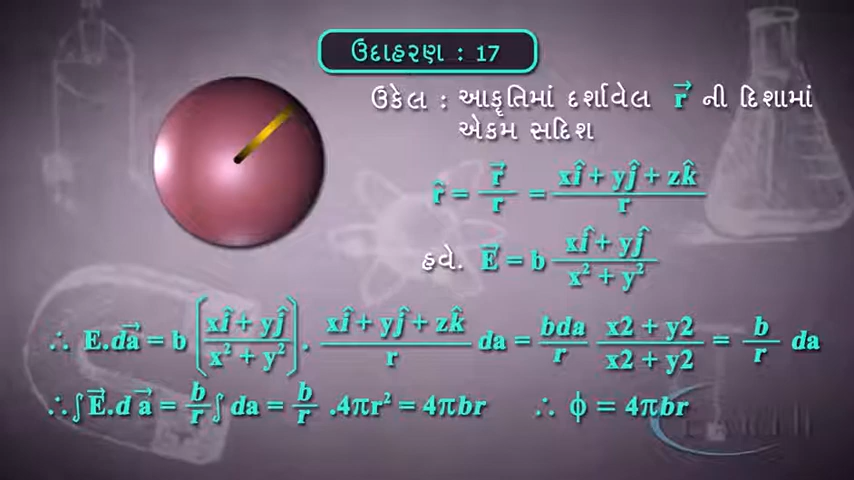 ઉદાહરણ : 17
ઉકેલ : આકૃતિમાં દર્શાવેલ r⃗ ની દિશામાં
એકમ સદિશ
r̂ = r⃗ / r = (xî + yĵ + zk̂) / r
હવે. E⃗ = b (xî + yĵ) / (x² + y²)
∴ E.da⃗ = b [(xî + yĵ) / (x² + y²)] . (xî + yĵ + zk̂) / r da = bda / r (x2 + y2) / (x2 + y2) = b / r da
∴ ∫E⃗.d a⃗ = b / r ∫ da = b / r .4πr² = 4πbr ∴ ϕ = 4πbr